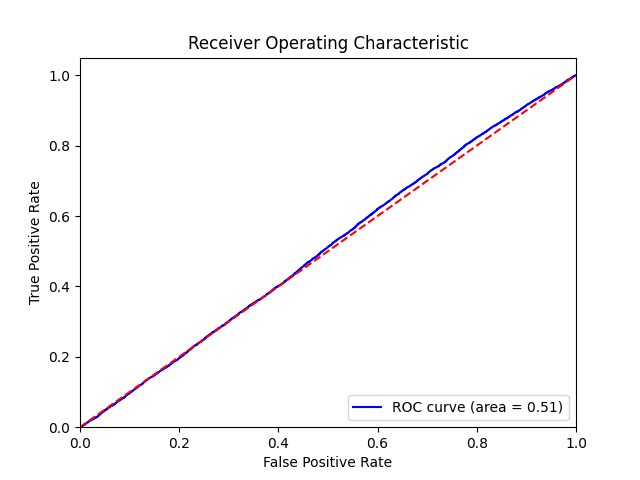 Receiver Operating Characteristic
True Positive Rate
1.0
0.8
0.6
0.4
0.2
0.0
ROC curve (area = 0.51)
0.0 0.2 0.4 0.6 0.8 1.0
False Positive Rate